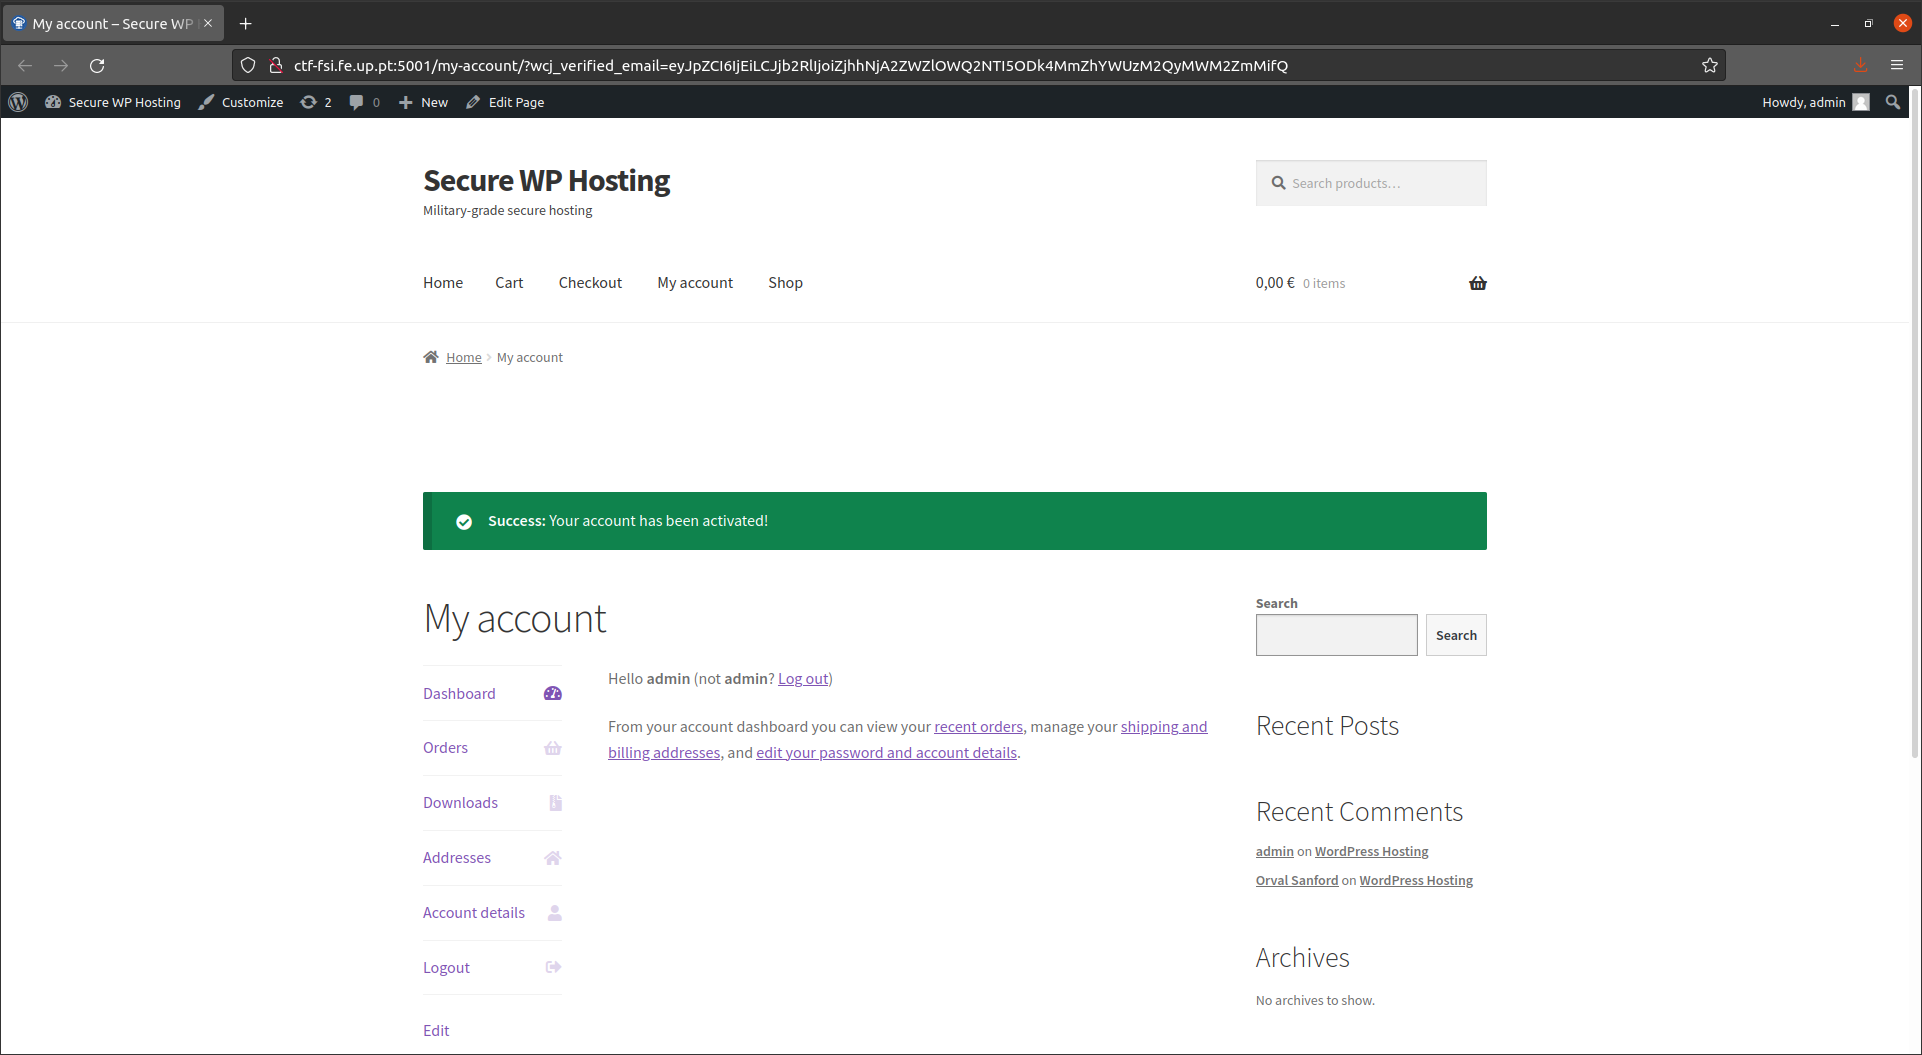 My account – Secure WP
ctf-fsi.fe.up.pt:5001/my-account/?wcj_verified_email=eyJpZCI6IjEiLCJjb2RlIjoiZjhhNjA2ZWZlOWQ2NTI5ODk4MmZhYWUzM2QyMWM2ZmMifQ
Secure WP Hosting Customize 2 0 New Edit Page Howdy, admin
Secure WP Hosting
Military-grade secure hosting
Search products…
Home Cart Checkout My account Shop
0,00 € 0 items
Home My account
Success: Your account has been activated!
My account
Dashboard
Orders
Downloads
Addresses
Account details
Logout
Edit
Hello admin (not admin? Log out)
From your account dashboard you can view your recent orders, manage your shipping and
billing addresses, and edit your password and account details.
Search
Search
Recent Posts
Recent Comments
admin on WordPress Hosting
Orval Sanford on WordPress Hosting
Archives
No archives to show.